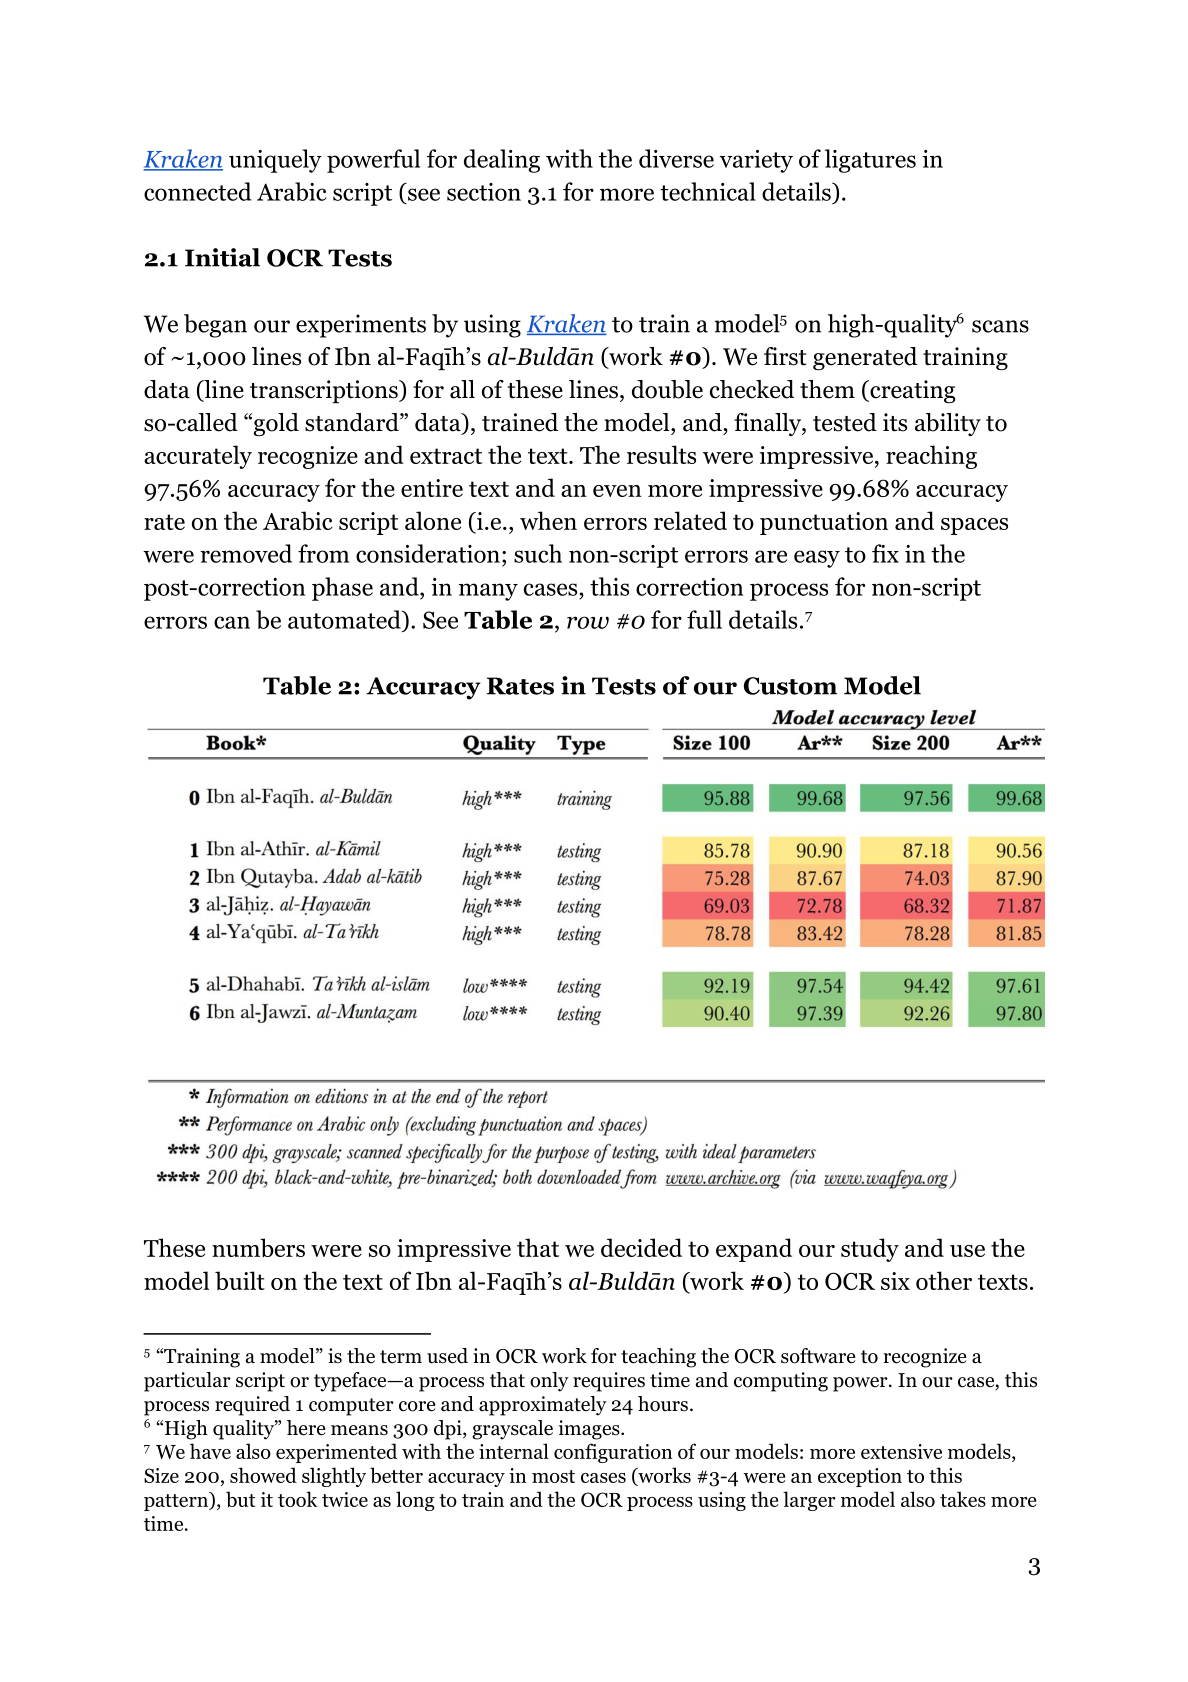 Kraken uniquely powerful for dealing with the diverse variety of ligatures in
connected Arabic script (see section 3.1 for more technical details).
2.1 Initial OCR Tests
We began our experiments by using Kraken to train a model⁵ on high-quality⁶ scans
of ~1,000 lines of Ibn al-Faqīh’s al-Buldān (work #0). We first generated training
data (line transcriptions) for all of these lines, double checked them (creating
so-called “gold standard” data), trained the model, and, finally, tested its ability to
accurately recognize and extract the text. The results were impressive, reaching
97.56% accuracy for the entire text and an even more impressive 99.68% accuracy
rate on the Arabic script alone (i.e., when errors related to punctuation and spaces
were removed from consideration; such non-script errors are easy to fix in the
post-correction phase and, in many cases, this correction process for non-script
errors can be automated). See Table 2, row #0 for full details.⁷
Table 2: Accuracy Rates in Tests of our Custom Model
Model accuracy level
Book* Quality Type Size 100 Ar** Size 200 Ar**
0 Ibn al-Faqīh. al-Buldān high*** training 95.88 99.68 97.56 99.68
1 Ibn al-Athīr. al-Kāmil high*** testing 85.78 90.90 87.18 90.56
2 Ibn Qutayba. Adab al-kātib high*** testing 75.28 87.67 74.03 87.90
3 al-Jāḥiẓ. al-Ḥayawān high*** testing 69.03 72.78 68.32 71.87
4 al-Yaʿqūbī. al-Taʾrīkh high*** testing 78.78 83.42 78.28 81.85
5 al-Dhahabī. Taʾrīkh al-islām low**** testing 92.19 97.54 94.42 97.61
6 Ibn al-Jawzī. al-Muntaẓam low**** testing 90.40 97.39 92.26 97.80
* Information on editions in at the end of the report
** Performance on Arabic only (excluding punctuation and spaces)
*** 300 dpi, grayscale; scanned specifically for the purpose of testing, with ideal parameters
**** 200 dpi, black-and-white, pre-binarized; both downloaded from www.archive.org (via www.waqfeya.org)
These numbers were so impressive that we decided to expand our study and use the
model built on the text of Ibn al-Faqīh’s al-Buldān (work #0) to OCR six other texts.
⁵ “Training a model” is the term used in OCR work for teaching the OCR software to recognize a
particular script or typeface—a process that only requires time and computing power. In our case, this
process required 1 computer core and approximately 24 hours.
⁶ “High quality” here means 300 dpi, grayscale images.
⁷ We have also experimented with the internal configuration of our models: more extensive models,
Size 200, showed slightly better accuracy in most cases (works #3-4 were an exception to this
pattern), but it took twice as long to train and the OCR process using the larger model also takes more
time.
3